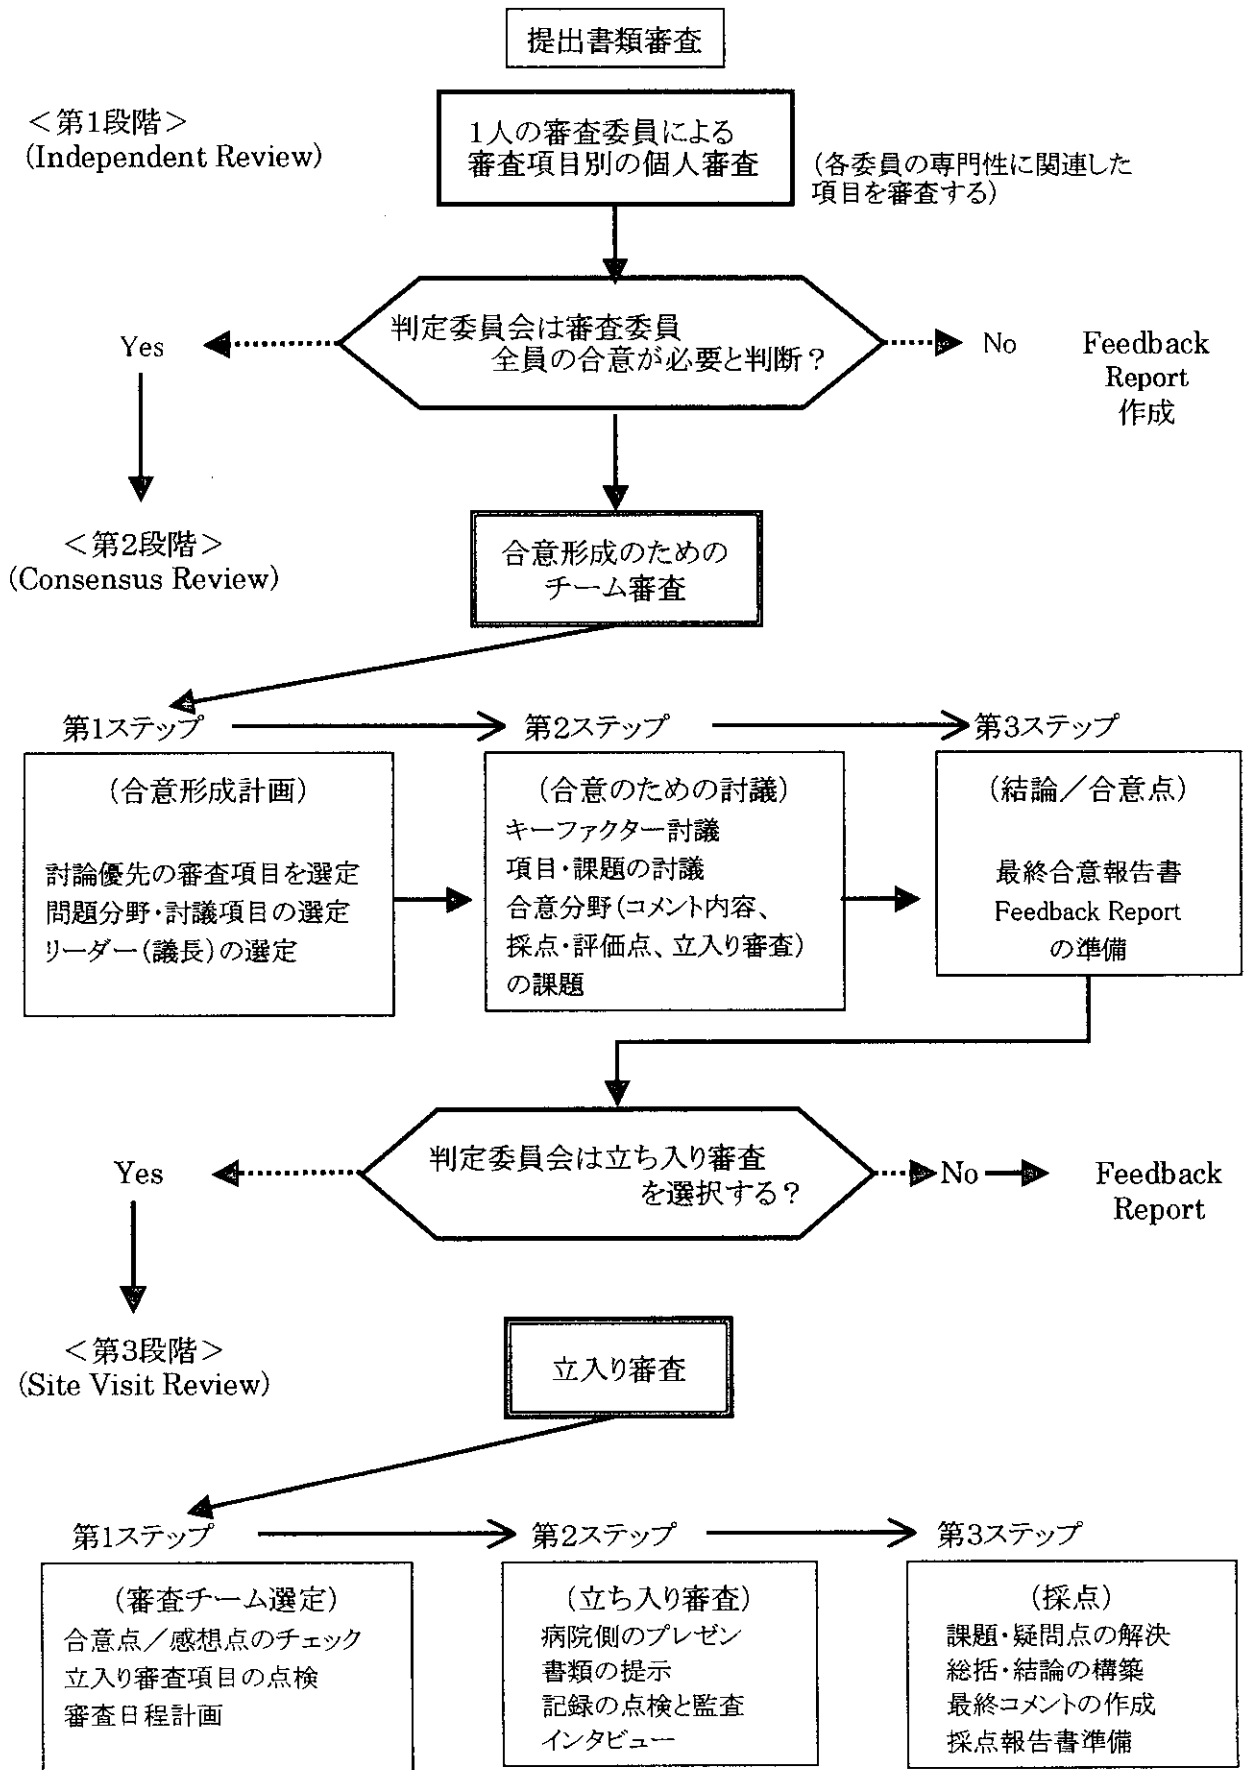 提出書類審査
＜第1段階＞
(Independent Review)
1人の審査委員による
審査項目別の個人審査
(各委員の専門性に関連した
項目を審査する)
判定委員会は審査委員
全員の合意が必要と判断？
Yes
No
Feedback
Report
作成
＜第2段階＞
(Consensus Review)
合意形成のための
チーム審査
第1ステップ
第2ステップ
第3ステップ
(合意形成計画)
討論優先の審査項目を選定
問題分野・討議項目の選定
リーダー(議長)の選定
(合意のための討議)
キーファクター討議
項目・課題の討議
合意分野(コメント内容、
採点・評価点、立入り審査)
の課題
(結論／合意点)
最終合意報告書
Feedback Report
の準備
判定委員会は立ち入り審査
を選択する？
Yes
No
Feedback
Report
＜第3段階＞
(Site Visit Review)
立入り審査
第1ステップ
第2ステップ
第3ステップ
(審査チーム選定)
合意点／感想点のチェック
立入り審査項目の点検
審査日程計画
(立ち入り審査)
病院側のプレゼン
書類の提示
記録の点検と監査
インタビュー
(採点)
課題・疑問点の解決
総括・結論の構築
最終コメントの作成
採点報告書準備